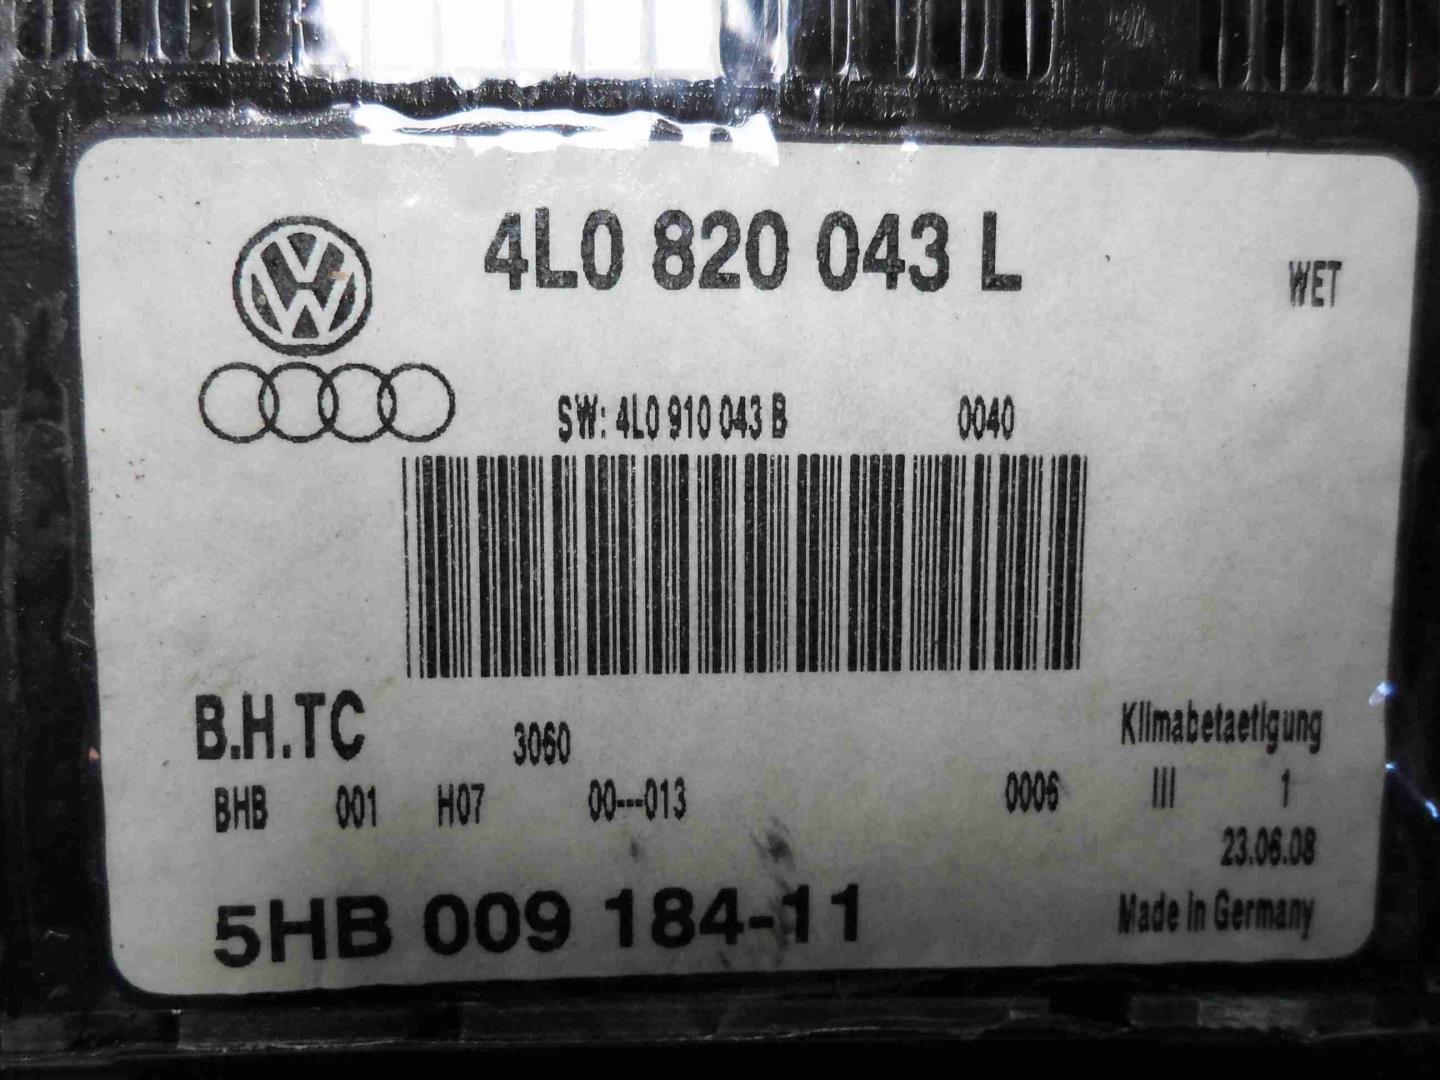 4L0 820 043 L
WET
SW: 4L0 910 043 B 0040
B.H.TC 3060 Klimabetaetigung
BHB 001 H07 00---013 0006 III 1
23.06.08
5HB 009 184-11 Made in Germany